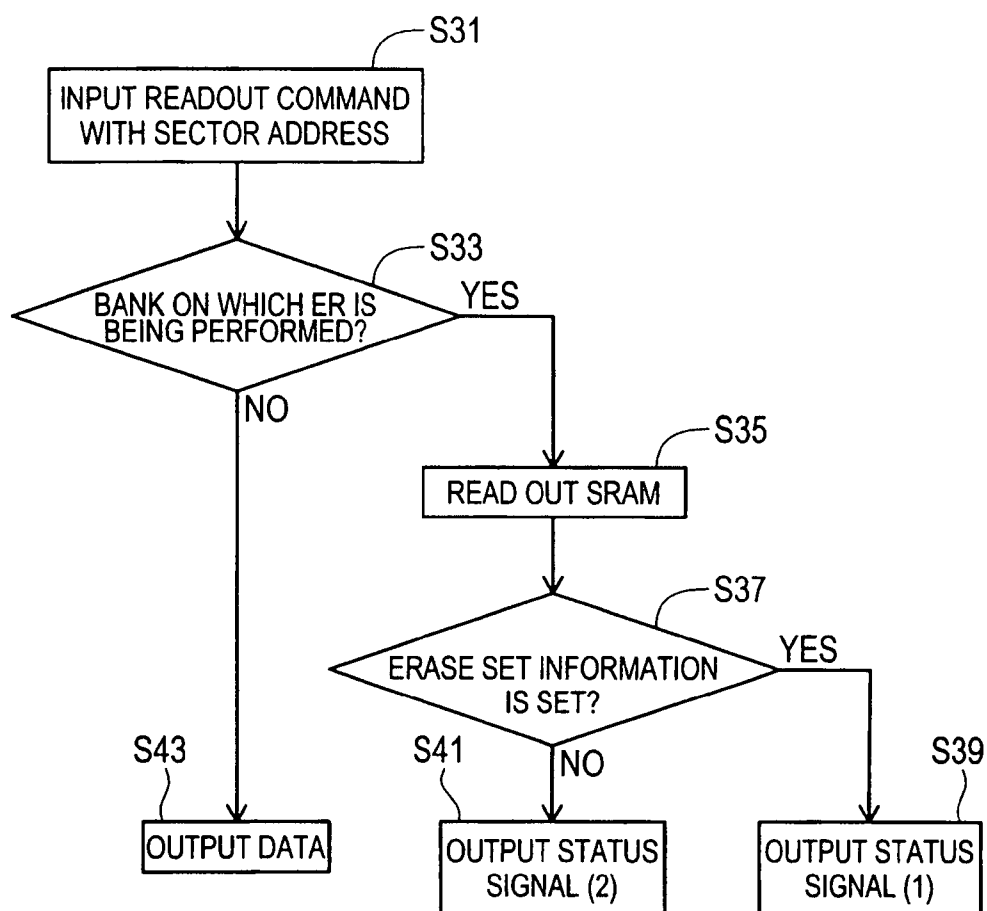 S31
INPUT READOUT COMMAND
WITH SECTOR ADDRESS
S33
BANK ON WHICH ER IS
BEING PERFORMED?
YES
NO
S35
READ OUT SRAM
S37
ERASE SET INFORMATION
IS SET?
YES
NO
S43
OUTPUT DATA
S41
OUTPUT STATUS
SIGNAL (2)
S39
OUTPUT STATUS
SIGNAL (1)